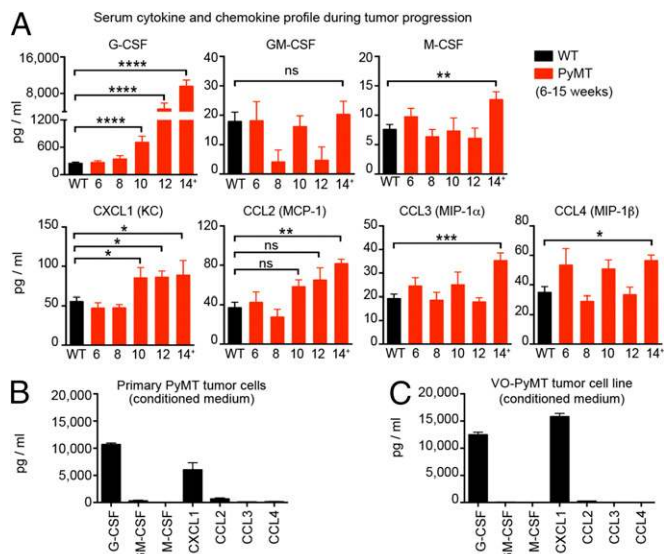 A
Serum cytokine and chemokine profile during tumor progression
G-CSF
GM-CSF
M-CSF
WT
PyMT
(6-15 weeks)
pg / ml
16,000
8,000
1200
600
0
****
****
****
WT 6 8 10 12 14+
30
20
10
0
ns
WT 6 8 10 12 14+
20
15
10
5
0
**
WT 6 8 10 12 14+
CXCL1 (KC)
CCL2 (MCP-1)
CCL3 (MIP-1α)
CCL4 (MIP-1β)
pg / ml
150
100
50
0
*
*
*
WT 6 8 10 12 14+
120
80
40
0
**
ns
ns
WT 6 8 10 12 14+
60
40
20
0
***
WT 6 8 10 12 14+
80
60
40
20
0
*
WT 6 8 10 12 14+
B
Primary PyMT tumor cells
(conditioned medium)
pg / ml
20,000
15,000
10,000
5,000
0
G-CSF
GM-CSF
M-CSF
CXCL1
CCL2
CCL3
CCL4
C
VO-PyMT tumor cell line
(conditioned medium)
pg / ml
20,000
15,000
10,000
5,000
0
G-CSF
GM-CSF
M-CSF
CXCL1
CCL2
CCL3
CCL4